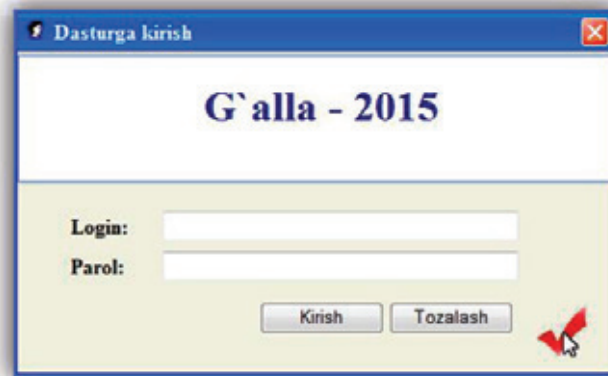 Dasturga kirish
G`alla - 2015
Login:
Parol:
Kirish Tozalash